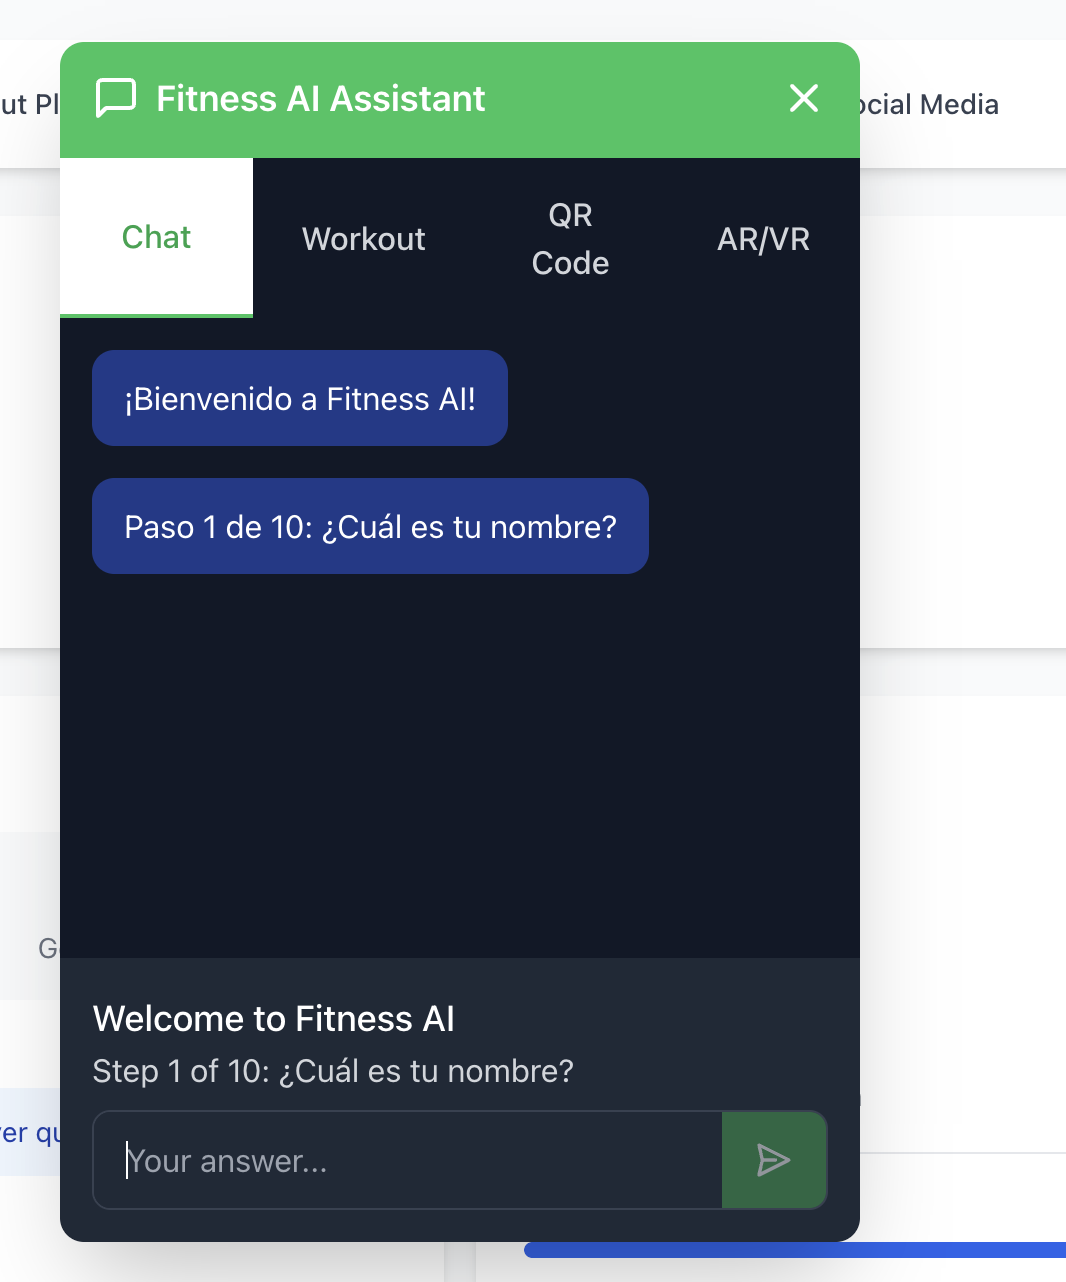 ut Pl
Fitness AI Assistant
ocial Media
Chat
Workout
QR
Code
AR/VR
¡Bienvenido a Fitness AI!
Paso 1 de 10: ¿Cuál es tu nombre?
Welcome to Fitness AI
Step 1 of 10: ¿Cuál es tu nombre?
er qu
Your answer...